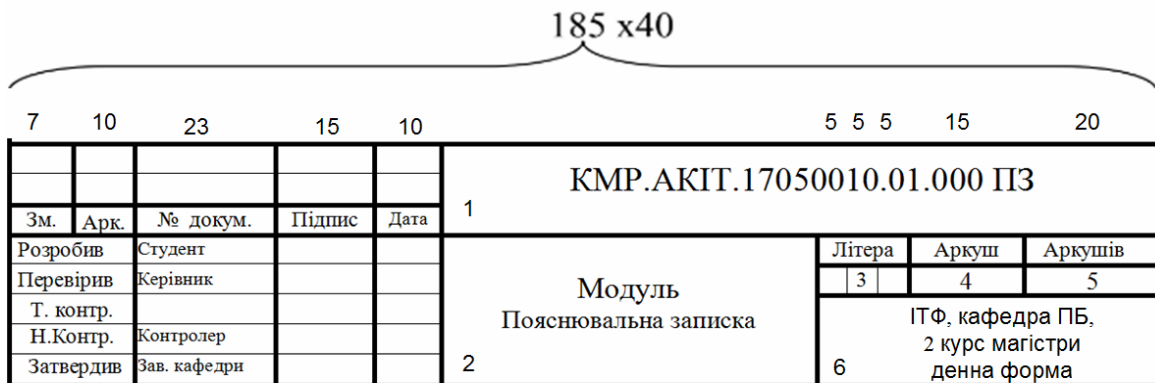 185 x40
7 10 23 15 10 5 5 5 15 20
КМР.АКІТ.17050010.01.000 ПЗ
1
Зм. Арк. № докум. Підпис Дата
Розробив Студент
Перевірив Керівник
Т. контр.
Н.Контр. Контролер
Затвердив Зав. кафедри
Модуль
Пояснювальна записка
2
Літера Аркуш Аркушів
3 4 5
ІТФ, кафедра ПБ,
2 курс магістри
денна форма
6